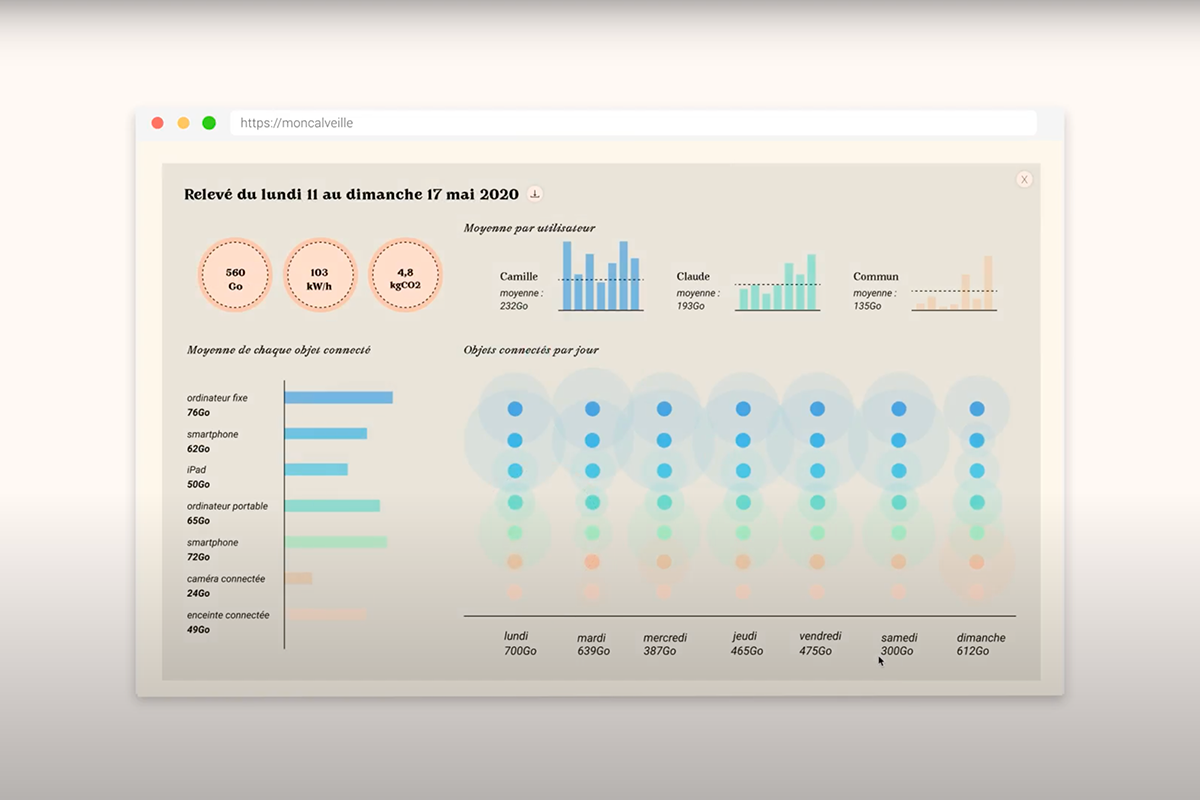 https://moncalveille
Relevé du lundi 11 au dimanche 17 mai 2020
X
560
Go
103
kW/h
4,8
kgCO2
Moyenne par utilisateur
Camille
moyenne :
232Go
Claude
moyenne :
193Go
Commun
moyenne :
135Go
Moyenne de chaque objet connecté
ordinateur fixe
76Go
smartphone
62Go
iPad
50Go
ordinateur portable
65Go
smartphone
72Go
caméra connectée
24Go
enceinte connectée
49Go
Objets connectés par jour
lundi
700Go
mardi
639Go
mercredi
387Go
jeudi
465Go
vendredi
475Go
samedi
300Go
dimanche
612Go